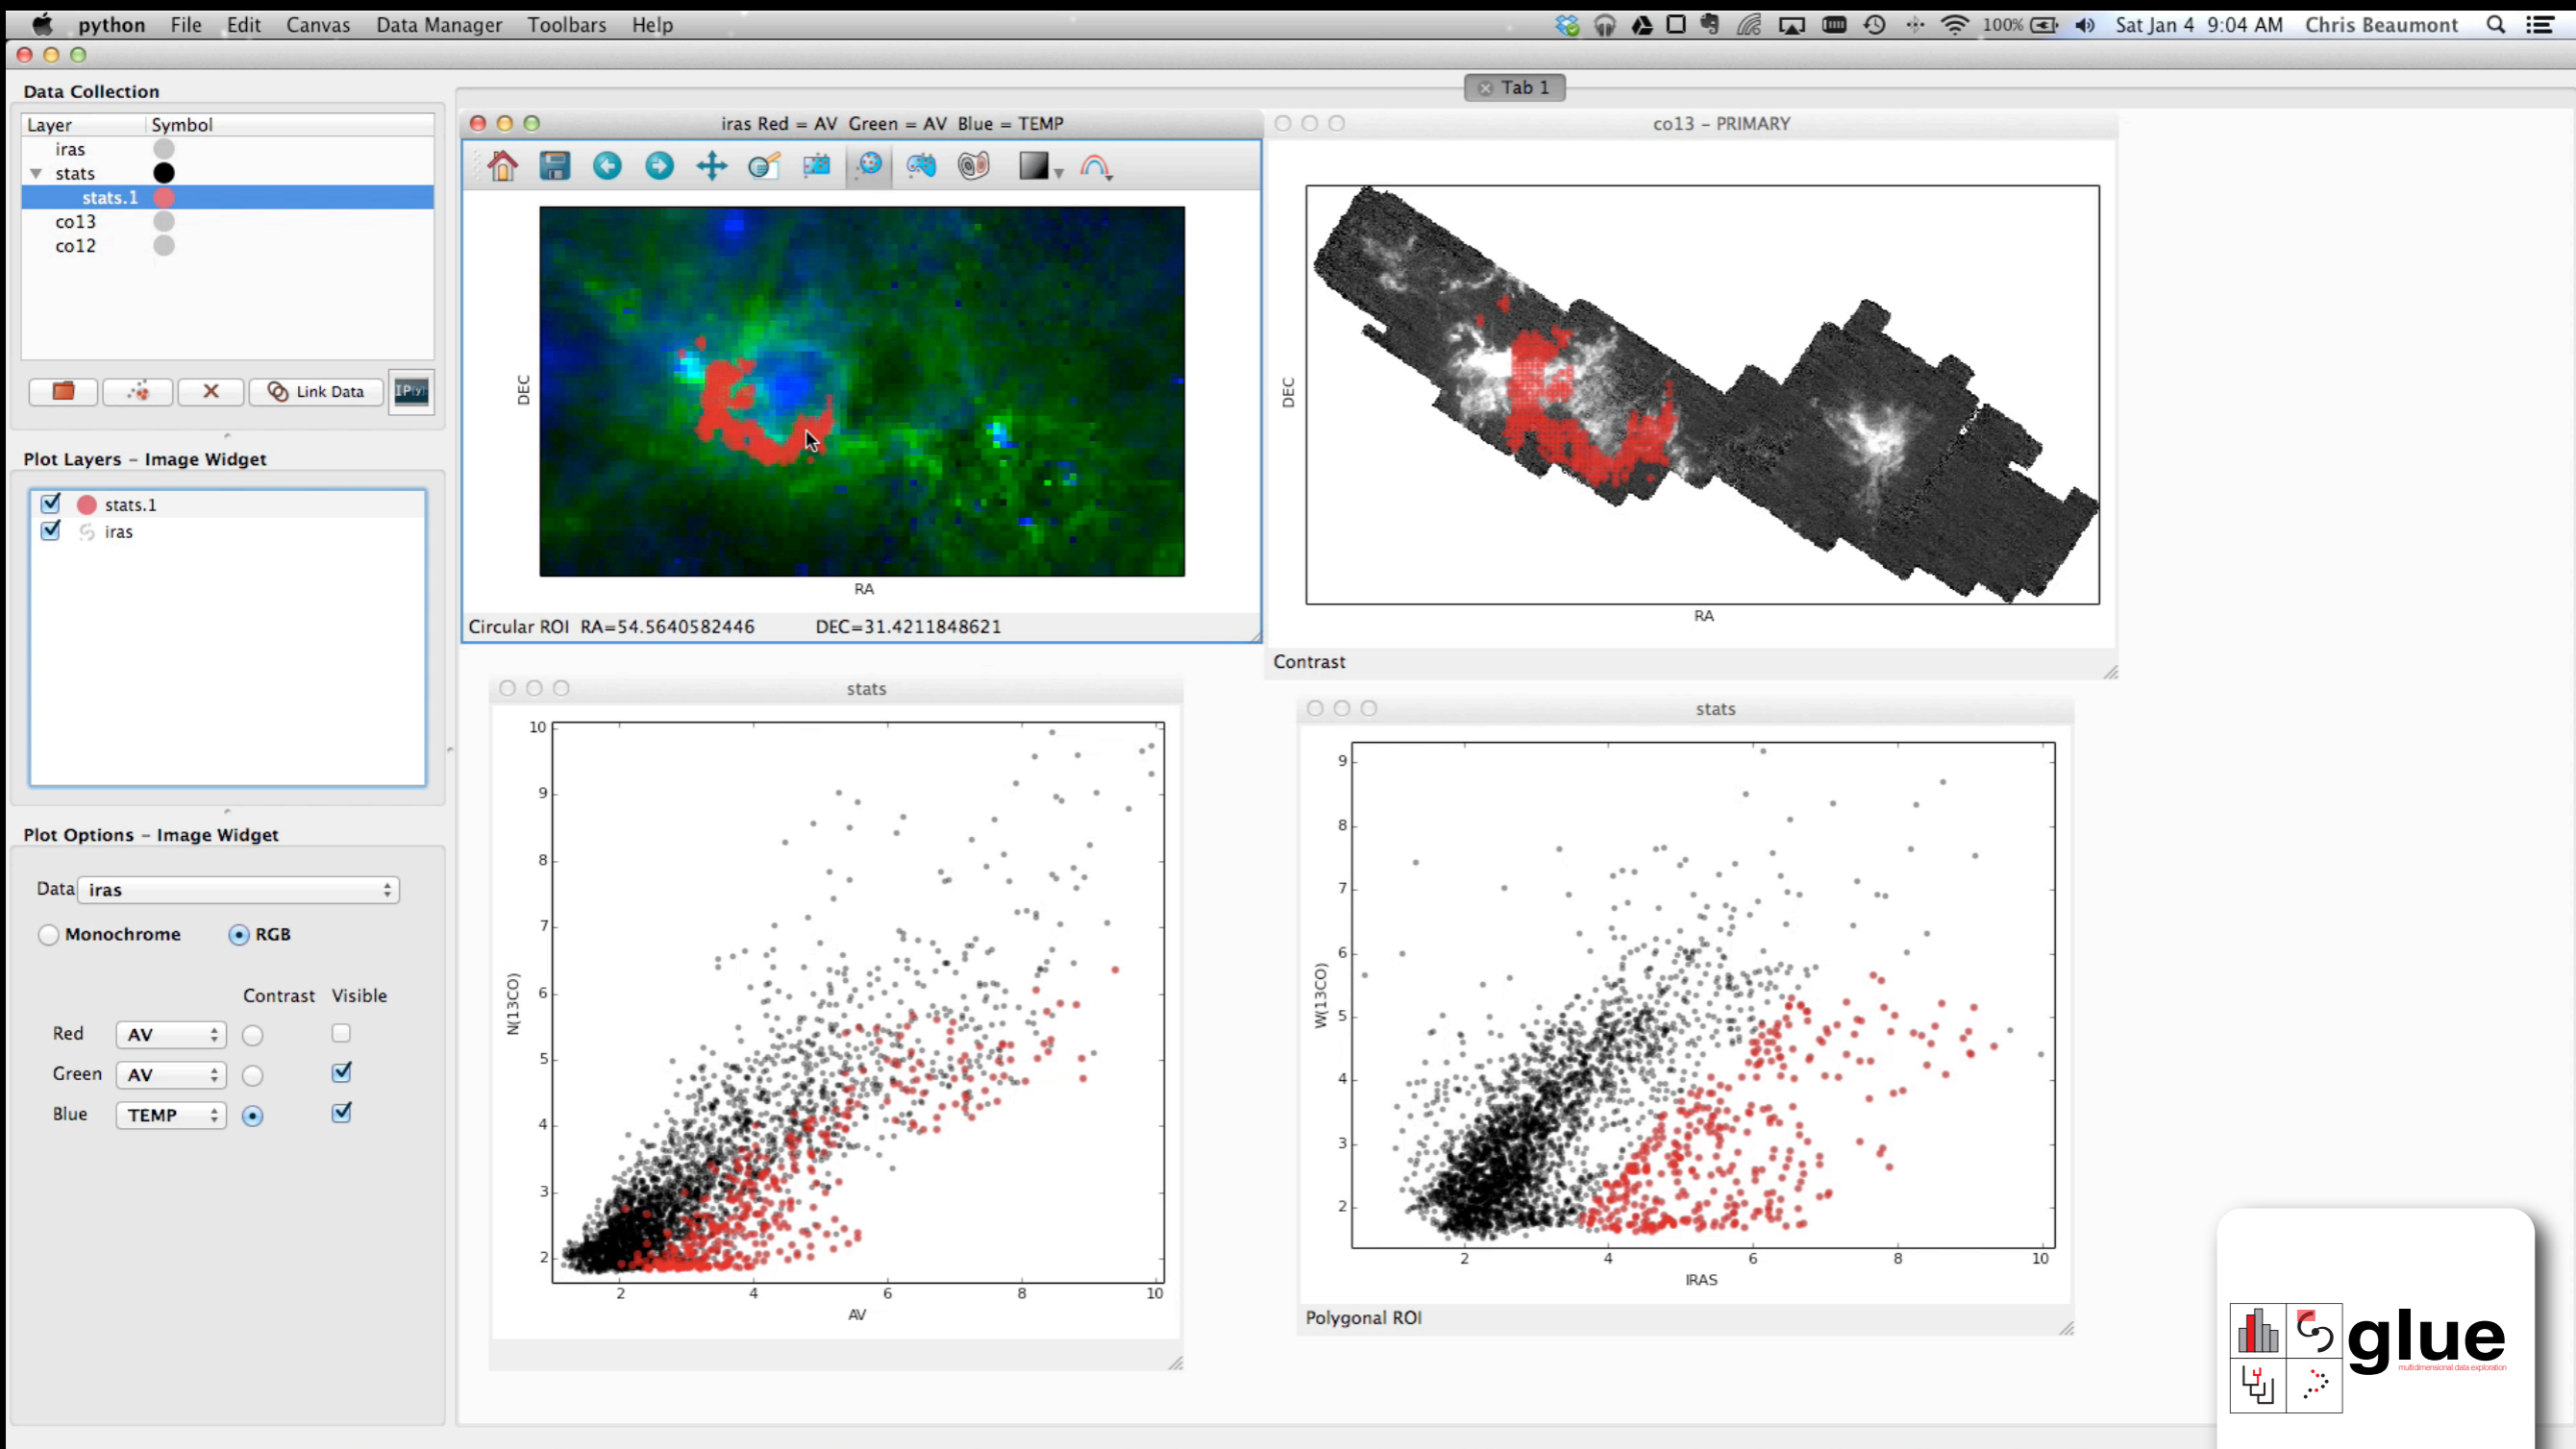 python File Edit Canvas Data Manager Toolbars Help 100% Sat Jan 4 9:04 AM Chris Beaumont
Tab 1
Data Collection
Layer Symbol
iras
stats
stats.1
co13
co12
Link Data IP[y]:
Plot Layers - Image Widget
stats.1
iras
Plot Options - Image Widget
Data iras
Monochrome RGB
Contrast Visible
Red AV
Green AV
Blue TEMP
iras Red = AV Green = AV Blue = TEMP
DEC
RA
Circular ROI RA=54.5640582446 DEC=31.4211848621
co13 - PRIMARY
DEC
RA
Contrast
stats
10
9
8
7
6
5
4
3
2
N(13CO)
2 4 6 8 10
AV
stats
9
8
7
6
5
4
3
2
W(13CO)
2 4 6 8 10
IRAS
Polygonal ROI
glue
multidimensional data exploration